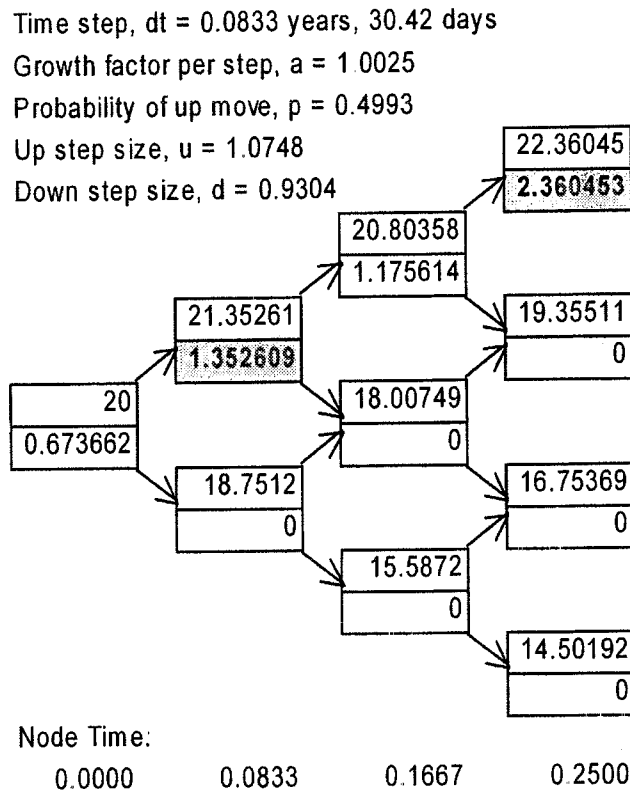 Time step, dt = 0.0833 years, 30.42 days
Growth factor per step, a = 1.0025
Probability of up move, p = 0.4993
Up step size, u = 1.0748
Down step size, d = 0.9304
22.36045
2.360453
20.80358
1.175614
21.35261
1.352609
19.35511
0
20
0.673662
18.00749
0
18.7512
0
16.75369
0
15.5872
0
14.50192
0
Node Time:
0.0000 0.0833 0.1667 0.2500